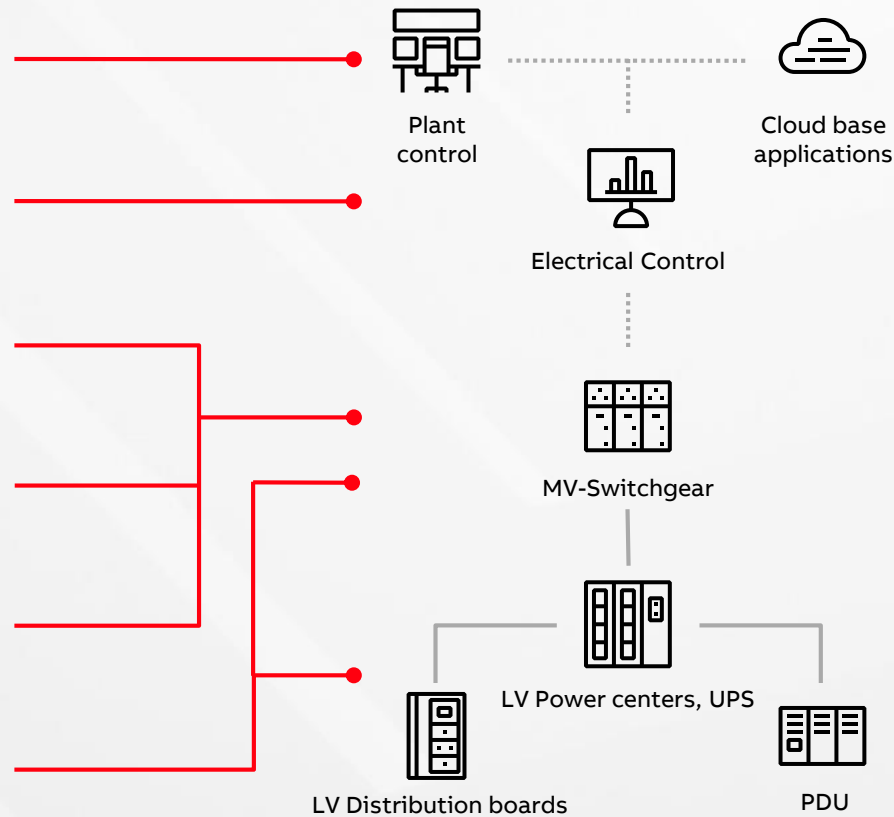 Plant
control
Cloud base
applications
Electrical Control
MV-Switchgear
LV Power centers, UPS
LV Distribution boards
PDU